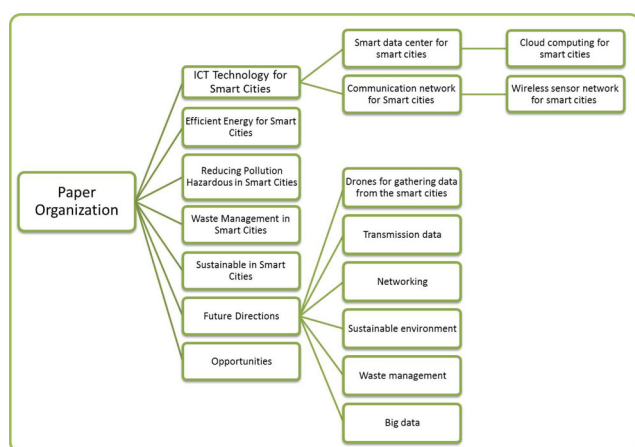 Paper
Organization
ICT Technology for
Smart Cities
Efficient Energy for Smart
Cities
Reducing Pollution
Hazardous in Smart Cities
Waste Management in
Smart Cities
Sustainable in Smart
Cities
Future Directions
Opportunities
Smart data center for
smart cities
Communication network
for Smart cities
Cloud computing for
smart cities
Wireless sensor network
for smart cities
Drones for gathering data
from the smart cities
Transmission data
Networking
Sustainable environment
Waste management
Big data